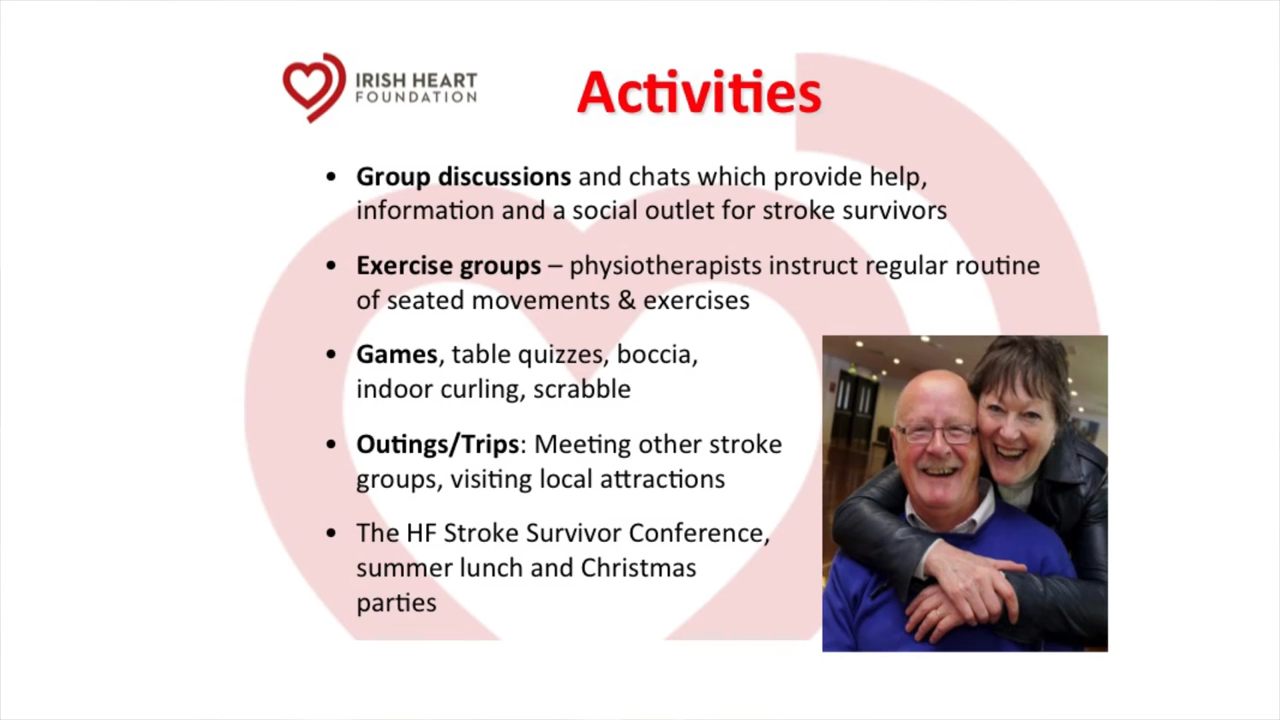 IRISH HEART
FOUNDATION
Activities
• Group discussions and chats which provide help,
information and a social outlet for stroke survivors
• Exercise groups – physiotherapists instruct regular routine
of seated movements & exercises
• Games, table quizzes, boccia,
indoor curling, scrabble
• Outings/Trips: Meeting other stroke
groups, visiting local attractions
• The HF Stroke Survivor Conference,
summer lunch and Christmas
parties